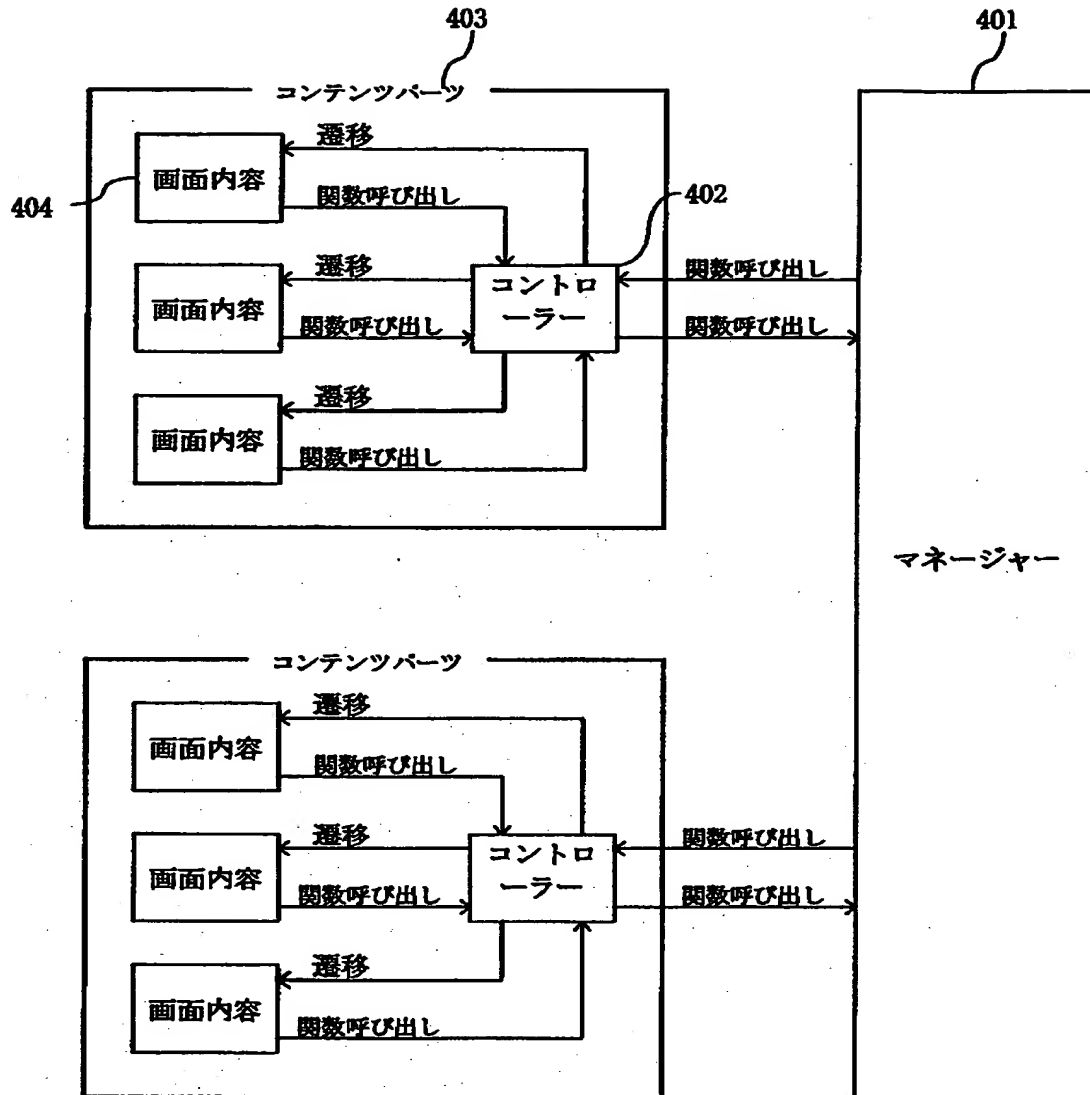 403
401
コンテンツパーツ
遷移
画面内容
関数呼び出し
404
402
遷移
コントロ
ーラー
関数呼び出し
画面内容
関数呼び出し
関数呼び出し
遷移
画面内容
関数呼び出し
マネージャー
コンテンツパーツ
遷移
画面内容
関数呼び出し
遷移
コントロ
ーラー
関数呼び出し
画面内容
関数呼び出し
関数呼び出し
遷移
画面内容
関数呼び出し